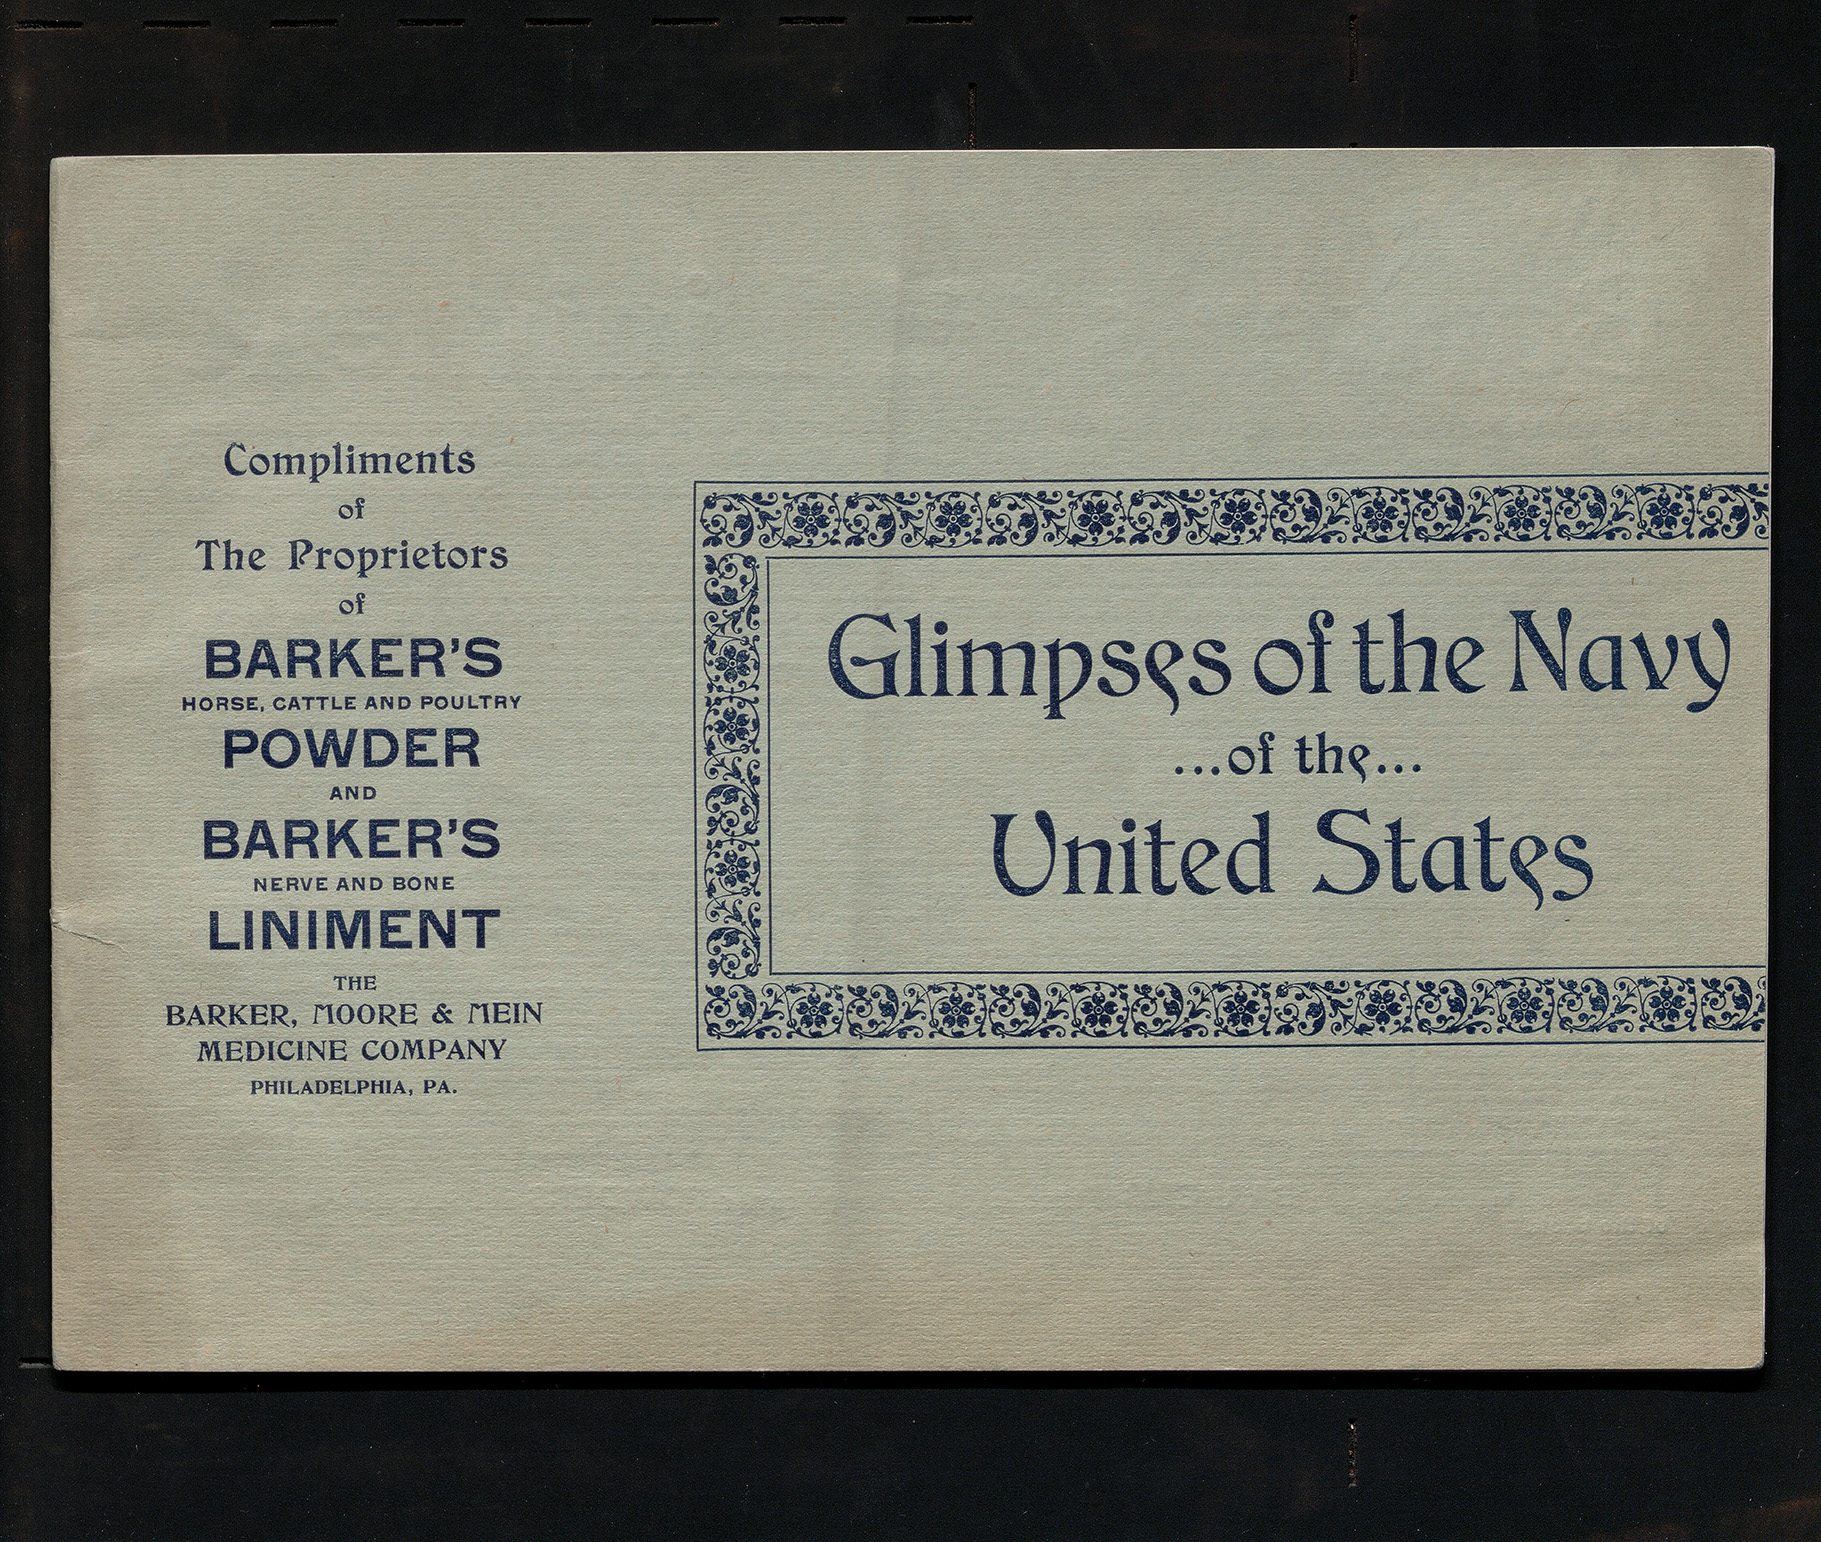 Compliments
of
The Proprietors
of
BARKER'S
HORSE, CATTLE AND POULTRY
POWDER
AND
BARKER'S
NERVE AND BONE
LINIMENT
THE
BARKER, MOORE & MEIN
MEDICINE COMPANY
PHILADELPHIA, PA.
Glimpses of the Navy
...of the...
United States